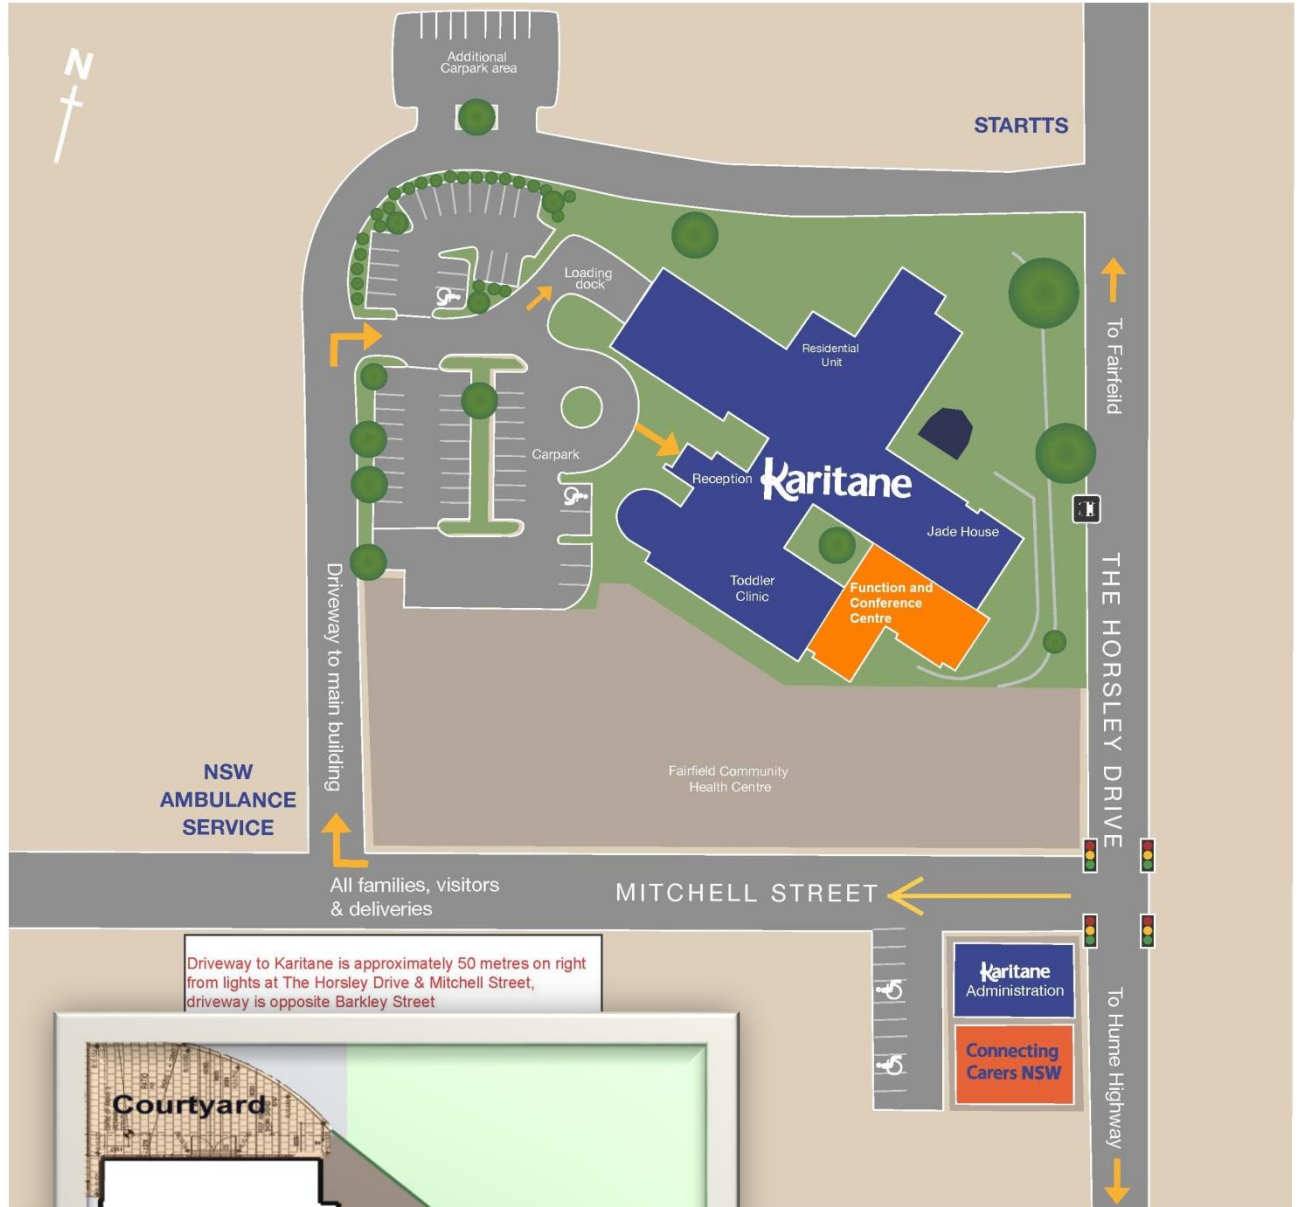 N
Additional
Carpark area
STARTTS
Loading
dock
To Fairfeild
Residential
Unit
Carpark
Reception
Karitane
Jade House
Toddler
Clinic
Function and
Conference
Centre
Driveway to main building
THE HORSLEY DRIVE
NSW
AMBULANCE
SERVICE
Fairfield Community
Health Centre
All families, visitors
& deliveries
MITCHELL STREET
Driveway to Karitane is approximately 50 metres on right
from lights at The Horsley Drive & Mitchell Street,
driveway is opposite Barkley Street
Karitane
Administration
Connecting
Carers NSW
To Hume Highway
Courtyard